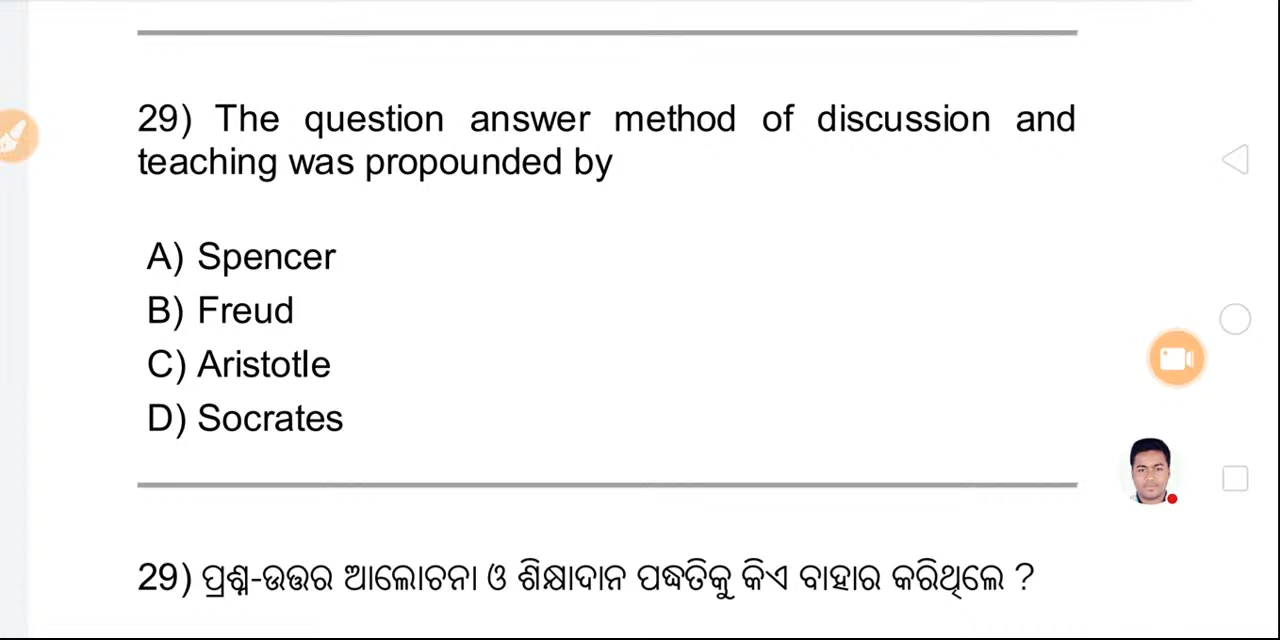 29) The question answer method of discussion and
teaching was propounded by
A) Spencer
B) Freud
C) Aristotle
D) Socrates
29) ପ୍ରଶ୍ନ-ଉତ୍ତର ଆଲୋଚନା ଓ ଶିକ୍ଷାଦାନ ପଦ୍ଧତିକୁ କିଏ ବାହାର କରିଥିଲେ ?